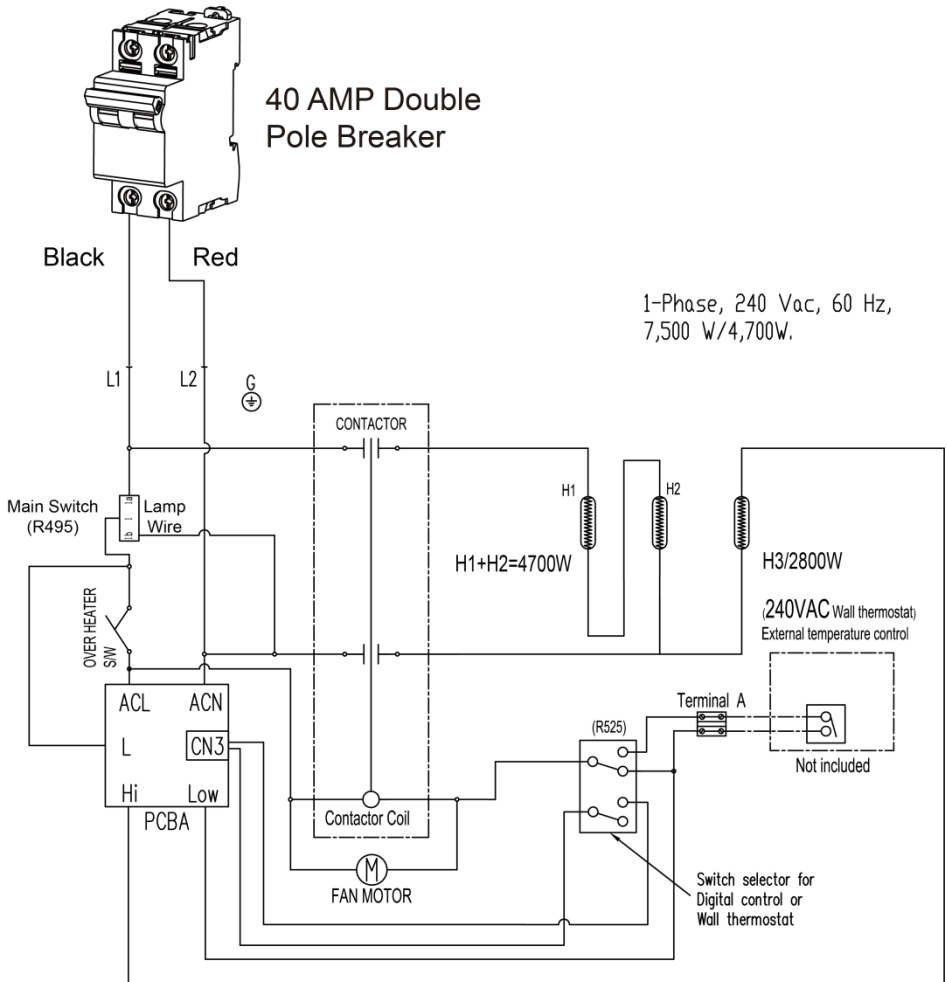 40 AMP Double
Pole Breaker
Black
Red
1-Phase, 240 Vac, 60 Hz,
7,500 W/4,700W.
L1
L2
G
CONTACTOR
Main Switch
(R495)
1a
1
1b
Lamp
Wire
H1
H2
H1+H2=4700W
H3/2800W
OVER HEATER
S/W
(240VAC Wall thermostat)
External temperature control
ACL
ACN
L
CN3
Hi
Low
PCBA
Terminal A
(R525)
Not included
Contactor Coil
M
FAN MOTOR
Switch selector for
Digital control or
Wall thermostat